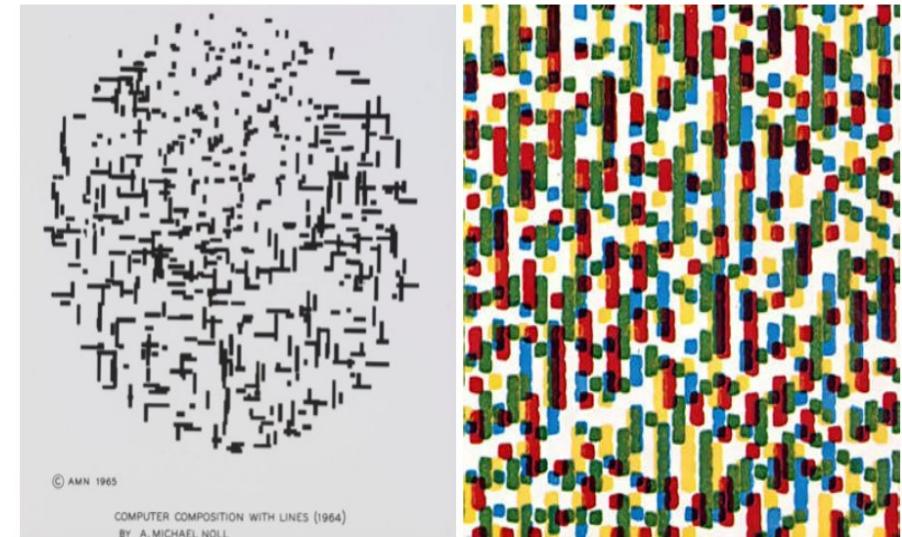 © AMN 1965
COMPUTER COMPOSITION WITH LINES (1964)
BY A. MICHAEL NOLL